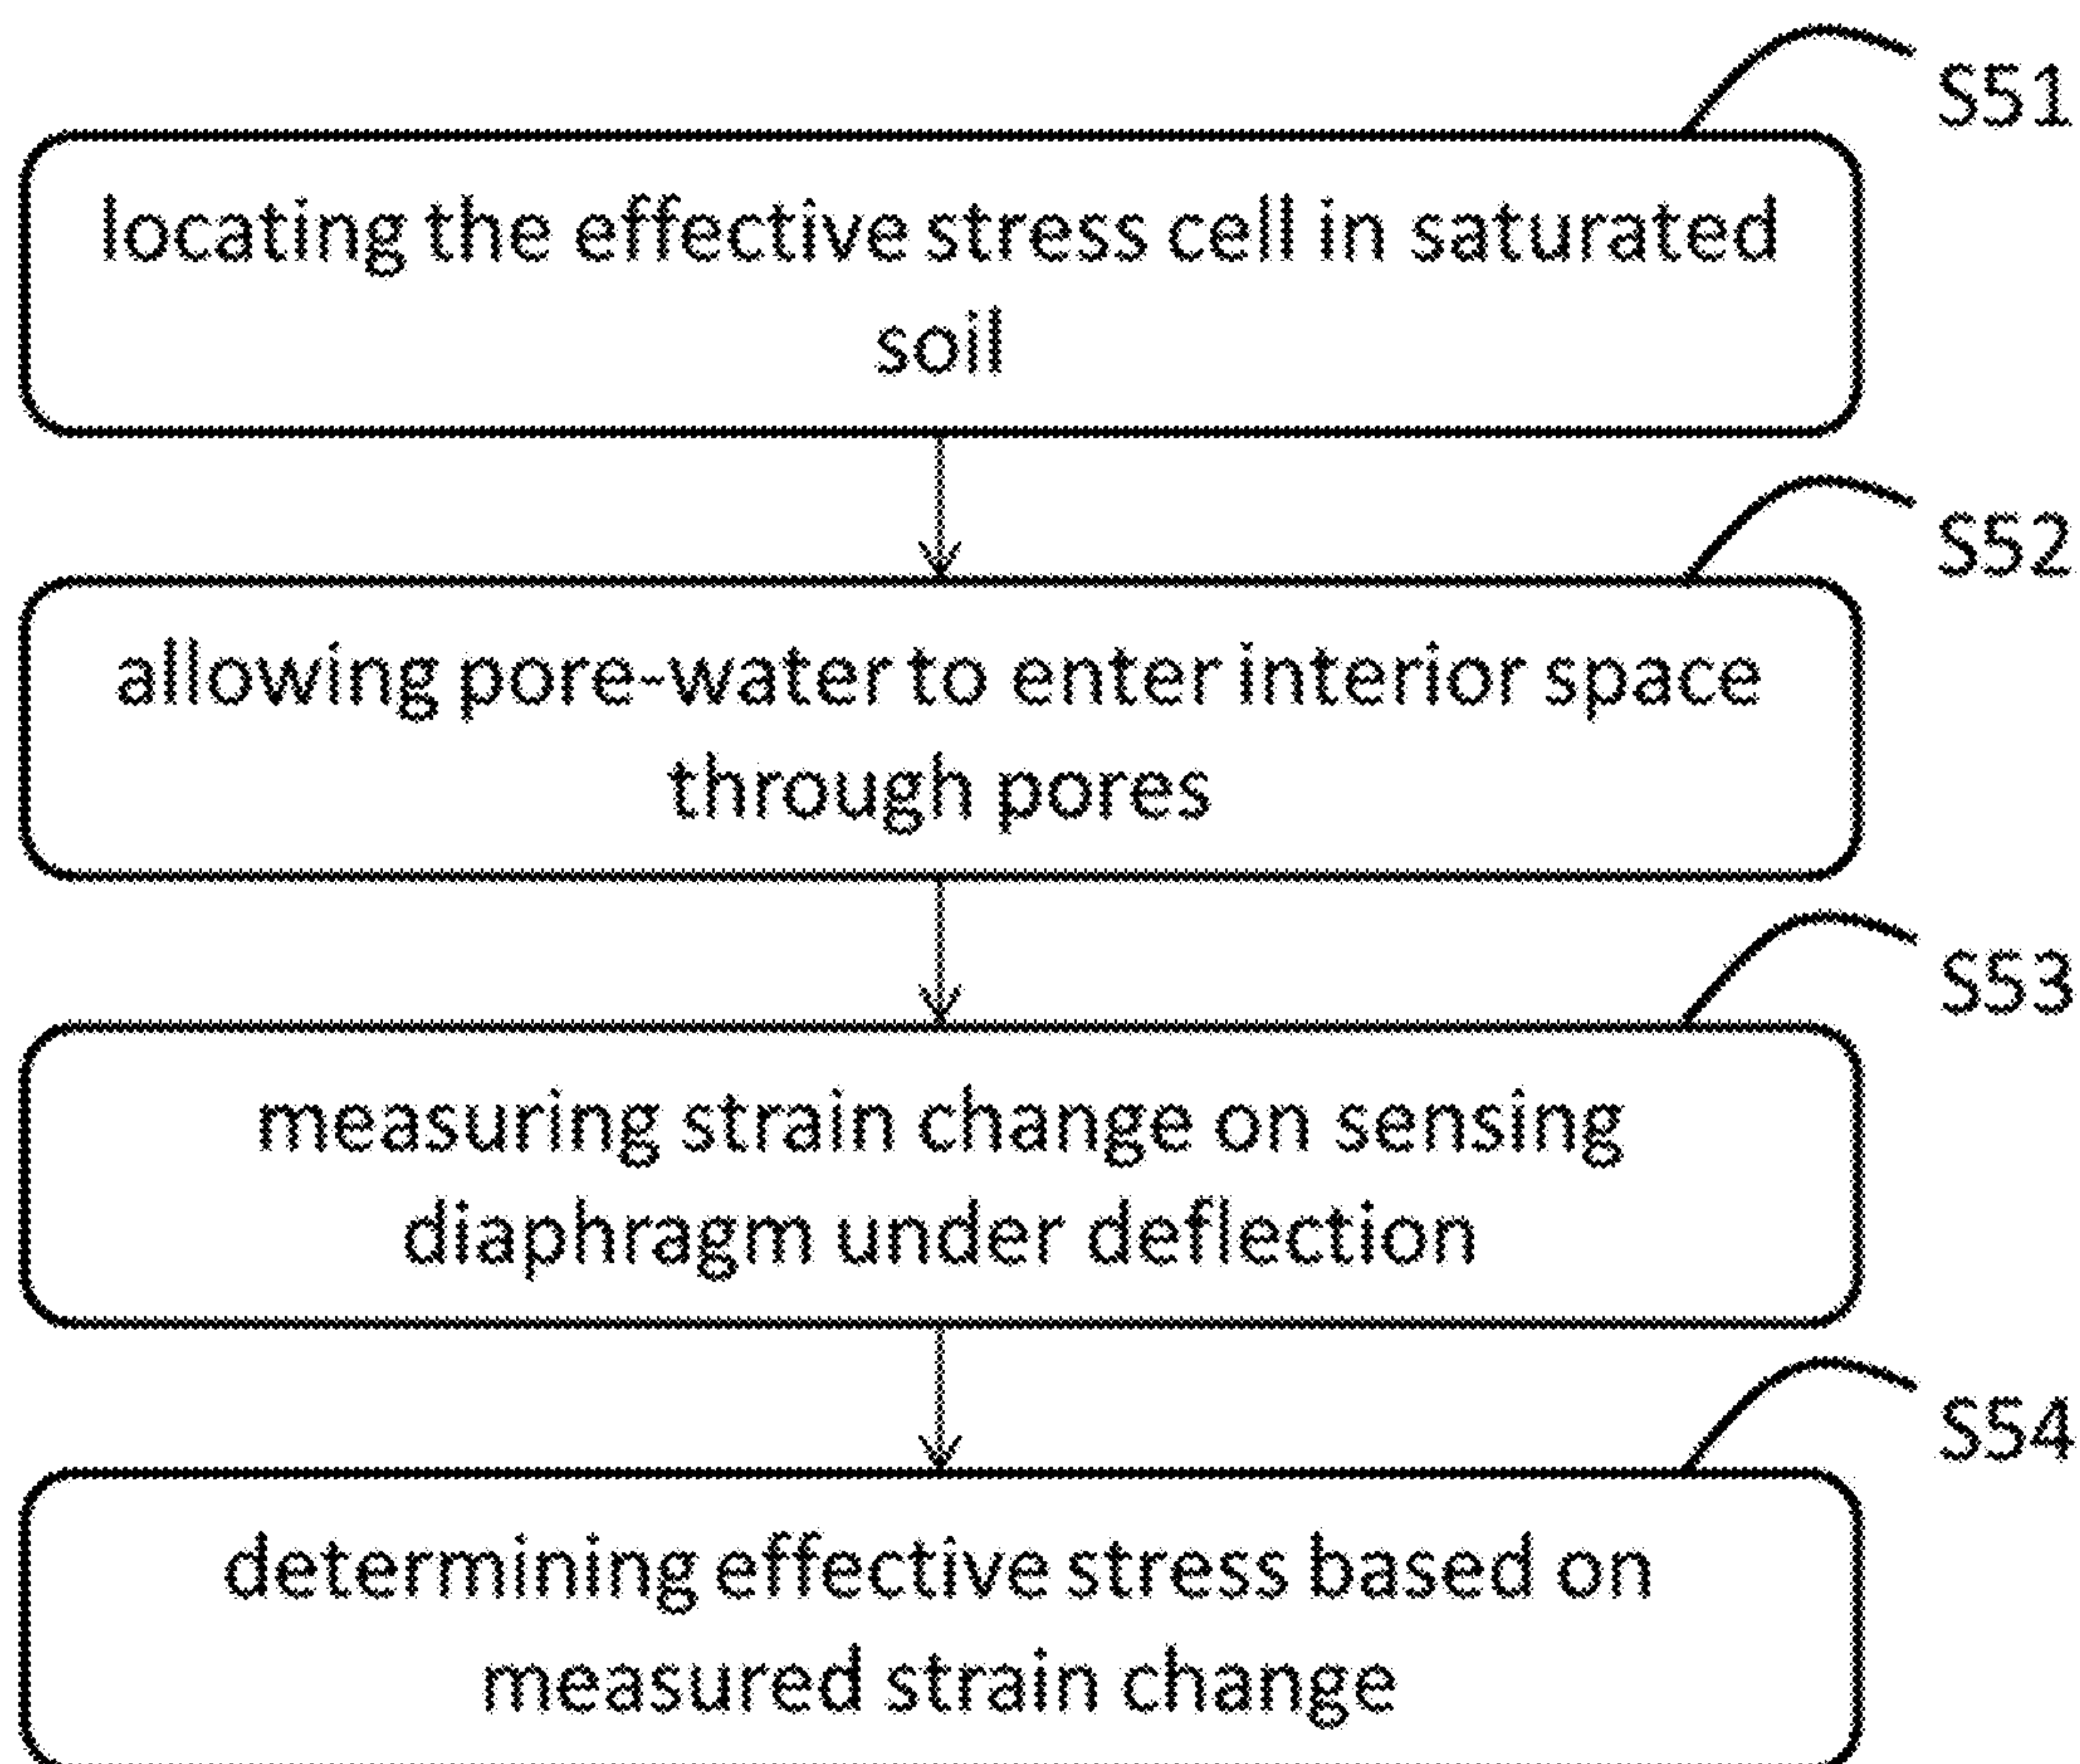 S51
locating the effective stress cell in saturated
soil
S52
allowing pore-water to enter interior space
through pores
S53
measuring strain change on sensing
diaphragm under deflection
S54
determining effective stress based on
measured strain change